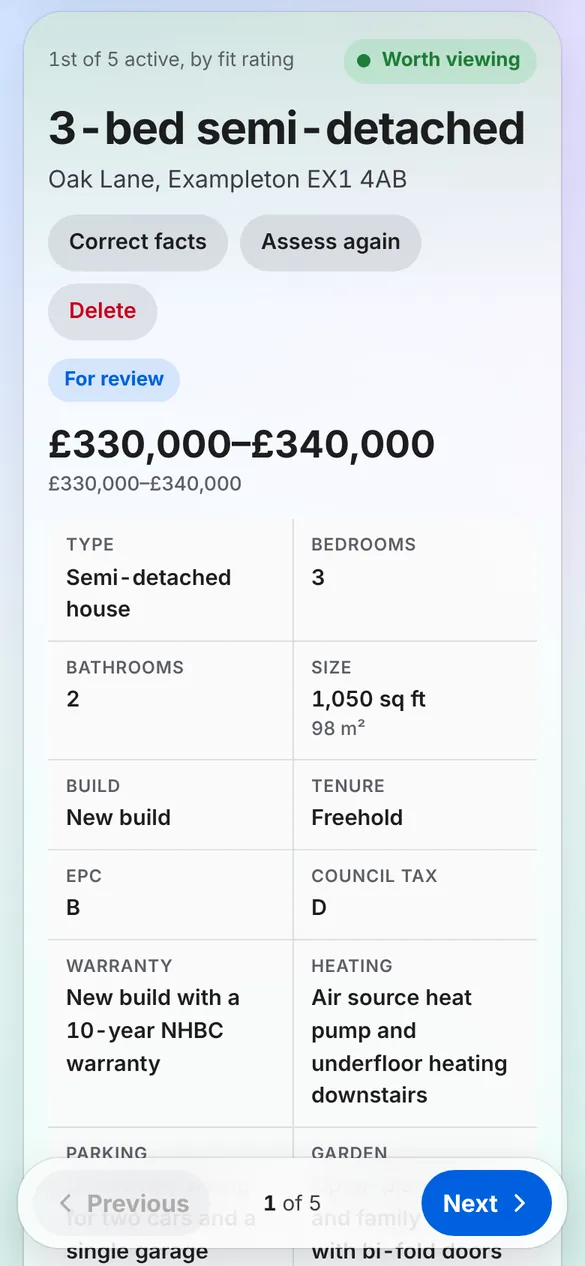 1st of 5 active, by fit rating
Worth viewing
3-bed semi-detached
Oak Lane, Exampleton EX1 4AB
Correct facts
Assess again
Delete
For review
£330,000–£340,000
£330,000–£340,000
TYPE
Semi-detached
house
BEDROOMS
3
BATHROOMS
2
SIZE
1,050 sq ft
98 m²
BUILD
New build
TENURE
Freehold
EPC
B
COUNCIL TAX
D
WARRANTY
New build with a
10-year NHBC
warranty
HEATING
Air source heat
pump and
underfloor heating
downstairs
PARKING
for two cars and a
single garage
GARDEN
and family
with bi-fold doors
Previous
1 of 5
Next